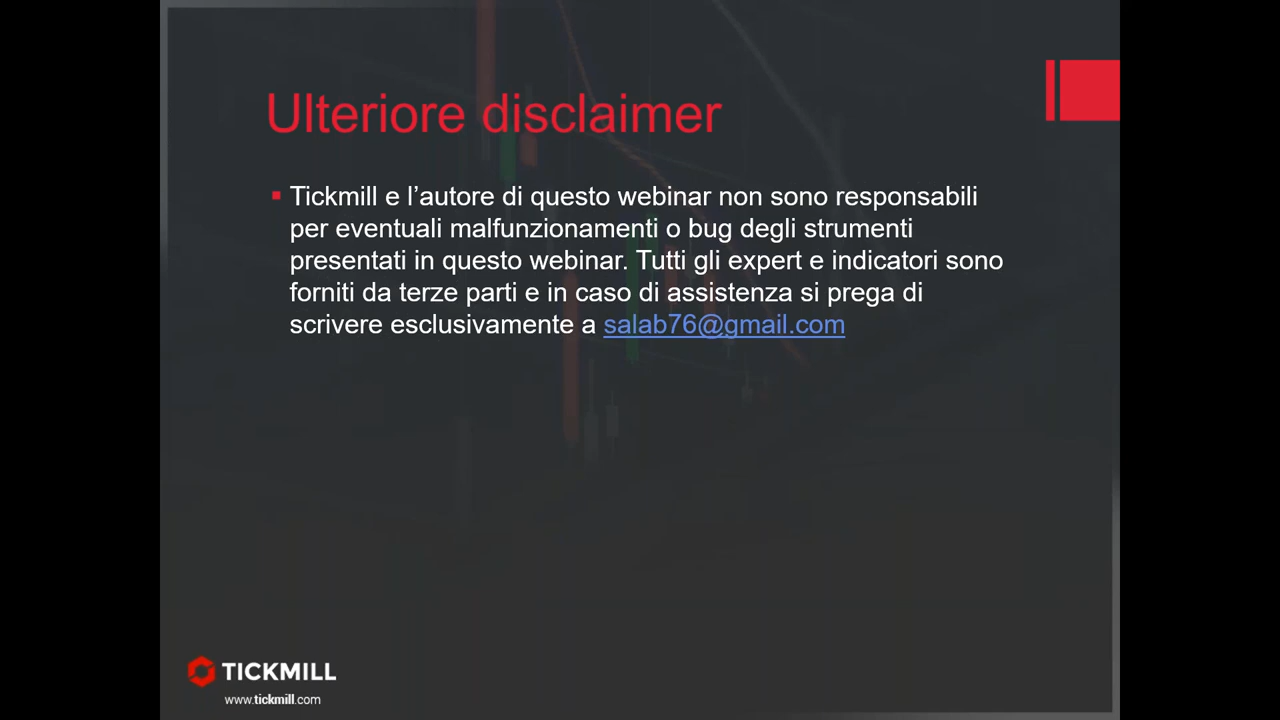 Ulteriore disclaimer
▪ Tickmill e l’autore di questo webinar non sono responsabili
per eventuali malfunzionamenti o bug degli strumenti
presentati in questo webinar. Tutti gli expert e indicatori sono
forniti da terze parti e in caso di assistenza si prega di
scrivere esclusivamente a salab76@gmail.com
TICKMILL
www.tickmill.com